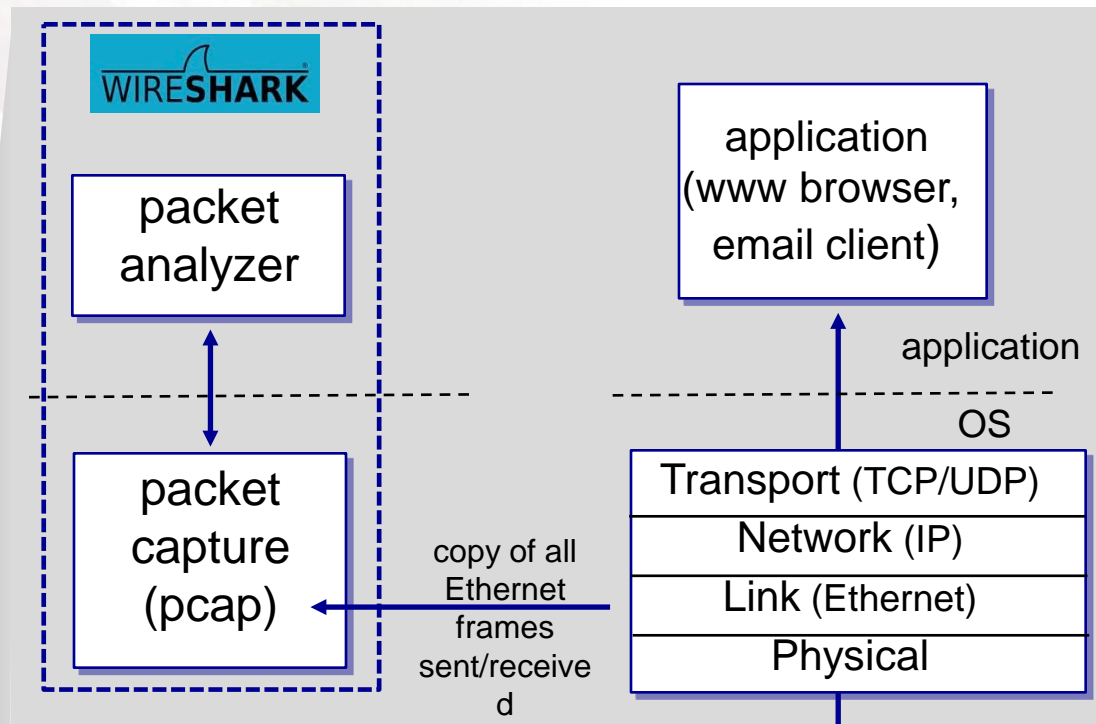 WIRESHARK
packet
analyzer
packet
capture
(pcap)
copy of all
Ethernet
frames
sent/receive
d
application
(www browser,
email client)
application
OS
Transport (TCP/UDP)
Network (IP)
Link (Ethernet)
Physical